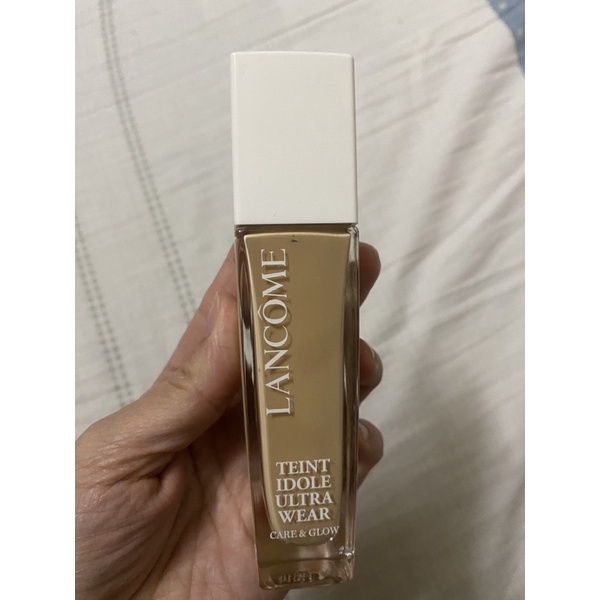 LANCÔME
TEINT
IDOLE
ULTRA
WEAR
CARE & GLOW